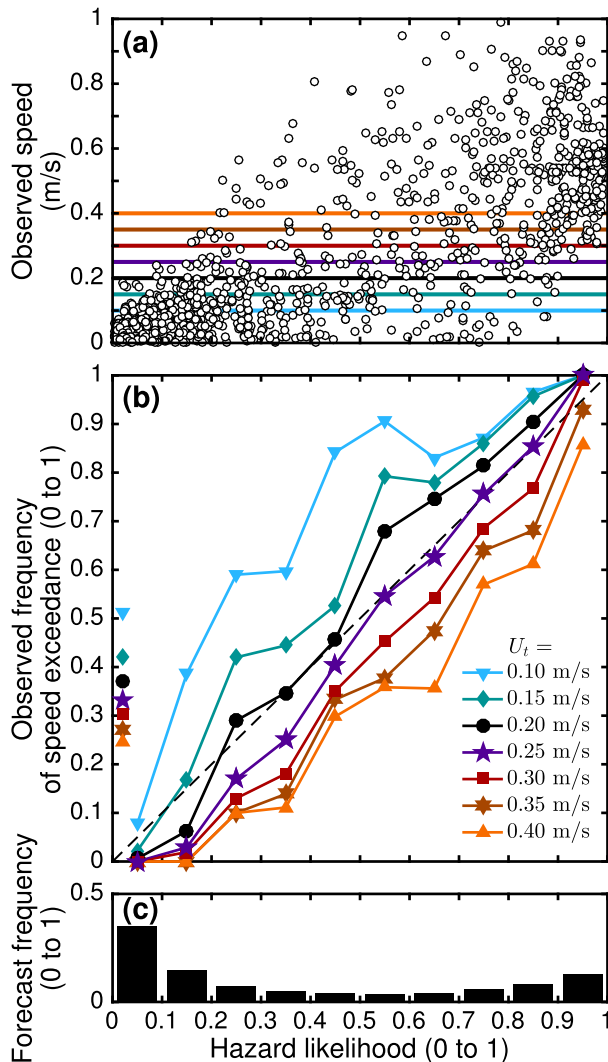 (a)
Observed speed
(m/s)
1
0.8
0.6
0.4
0.2
0
(b)
Observed frequency
of speed exceedance (0 to 1)
1
0.9
0.8
0.7
0.6
0.5
0.4
0.3
0.2
0.1
0
U_t =
0.10 m/s
0.15 m/s
0.20 m/s
0.25 m/s
0.30 m/s
0.35 m/s
0.40 m/s
(c)
Forecast frequency
(0 to 1)
0.5
0
0 0.1 0.2 0.3 0.4 0.5 0.6 0.7 0.8 0.9 1
Hazard likelihood (0 to 1)